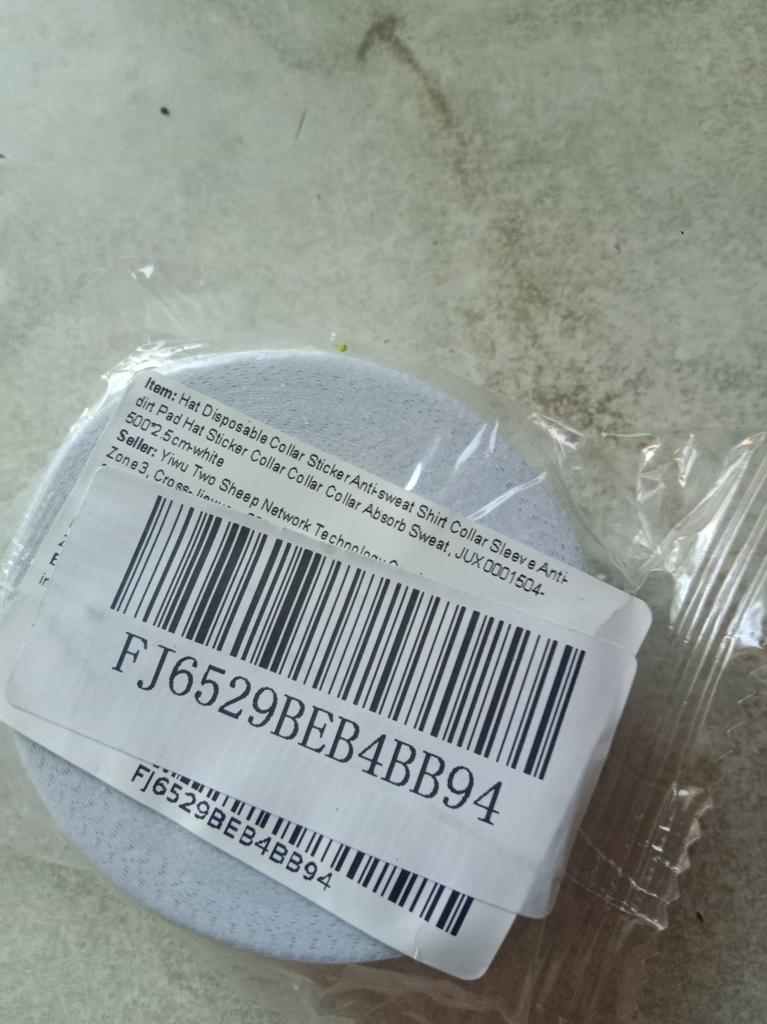 Item: Hat Disposable Collar Sticker Anti-sweat Shirt Collar Sleeve Anti-
dirt Pad Hat Sticker Collar Collar Collar Absorb Sweat, JUX0001504-
500*2.5cm-white
Seller: Yiwu Two Sheep Network Technology
Zone3, Cross-
FJ6529BEB4BB94
FJ6529BEB4BB94